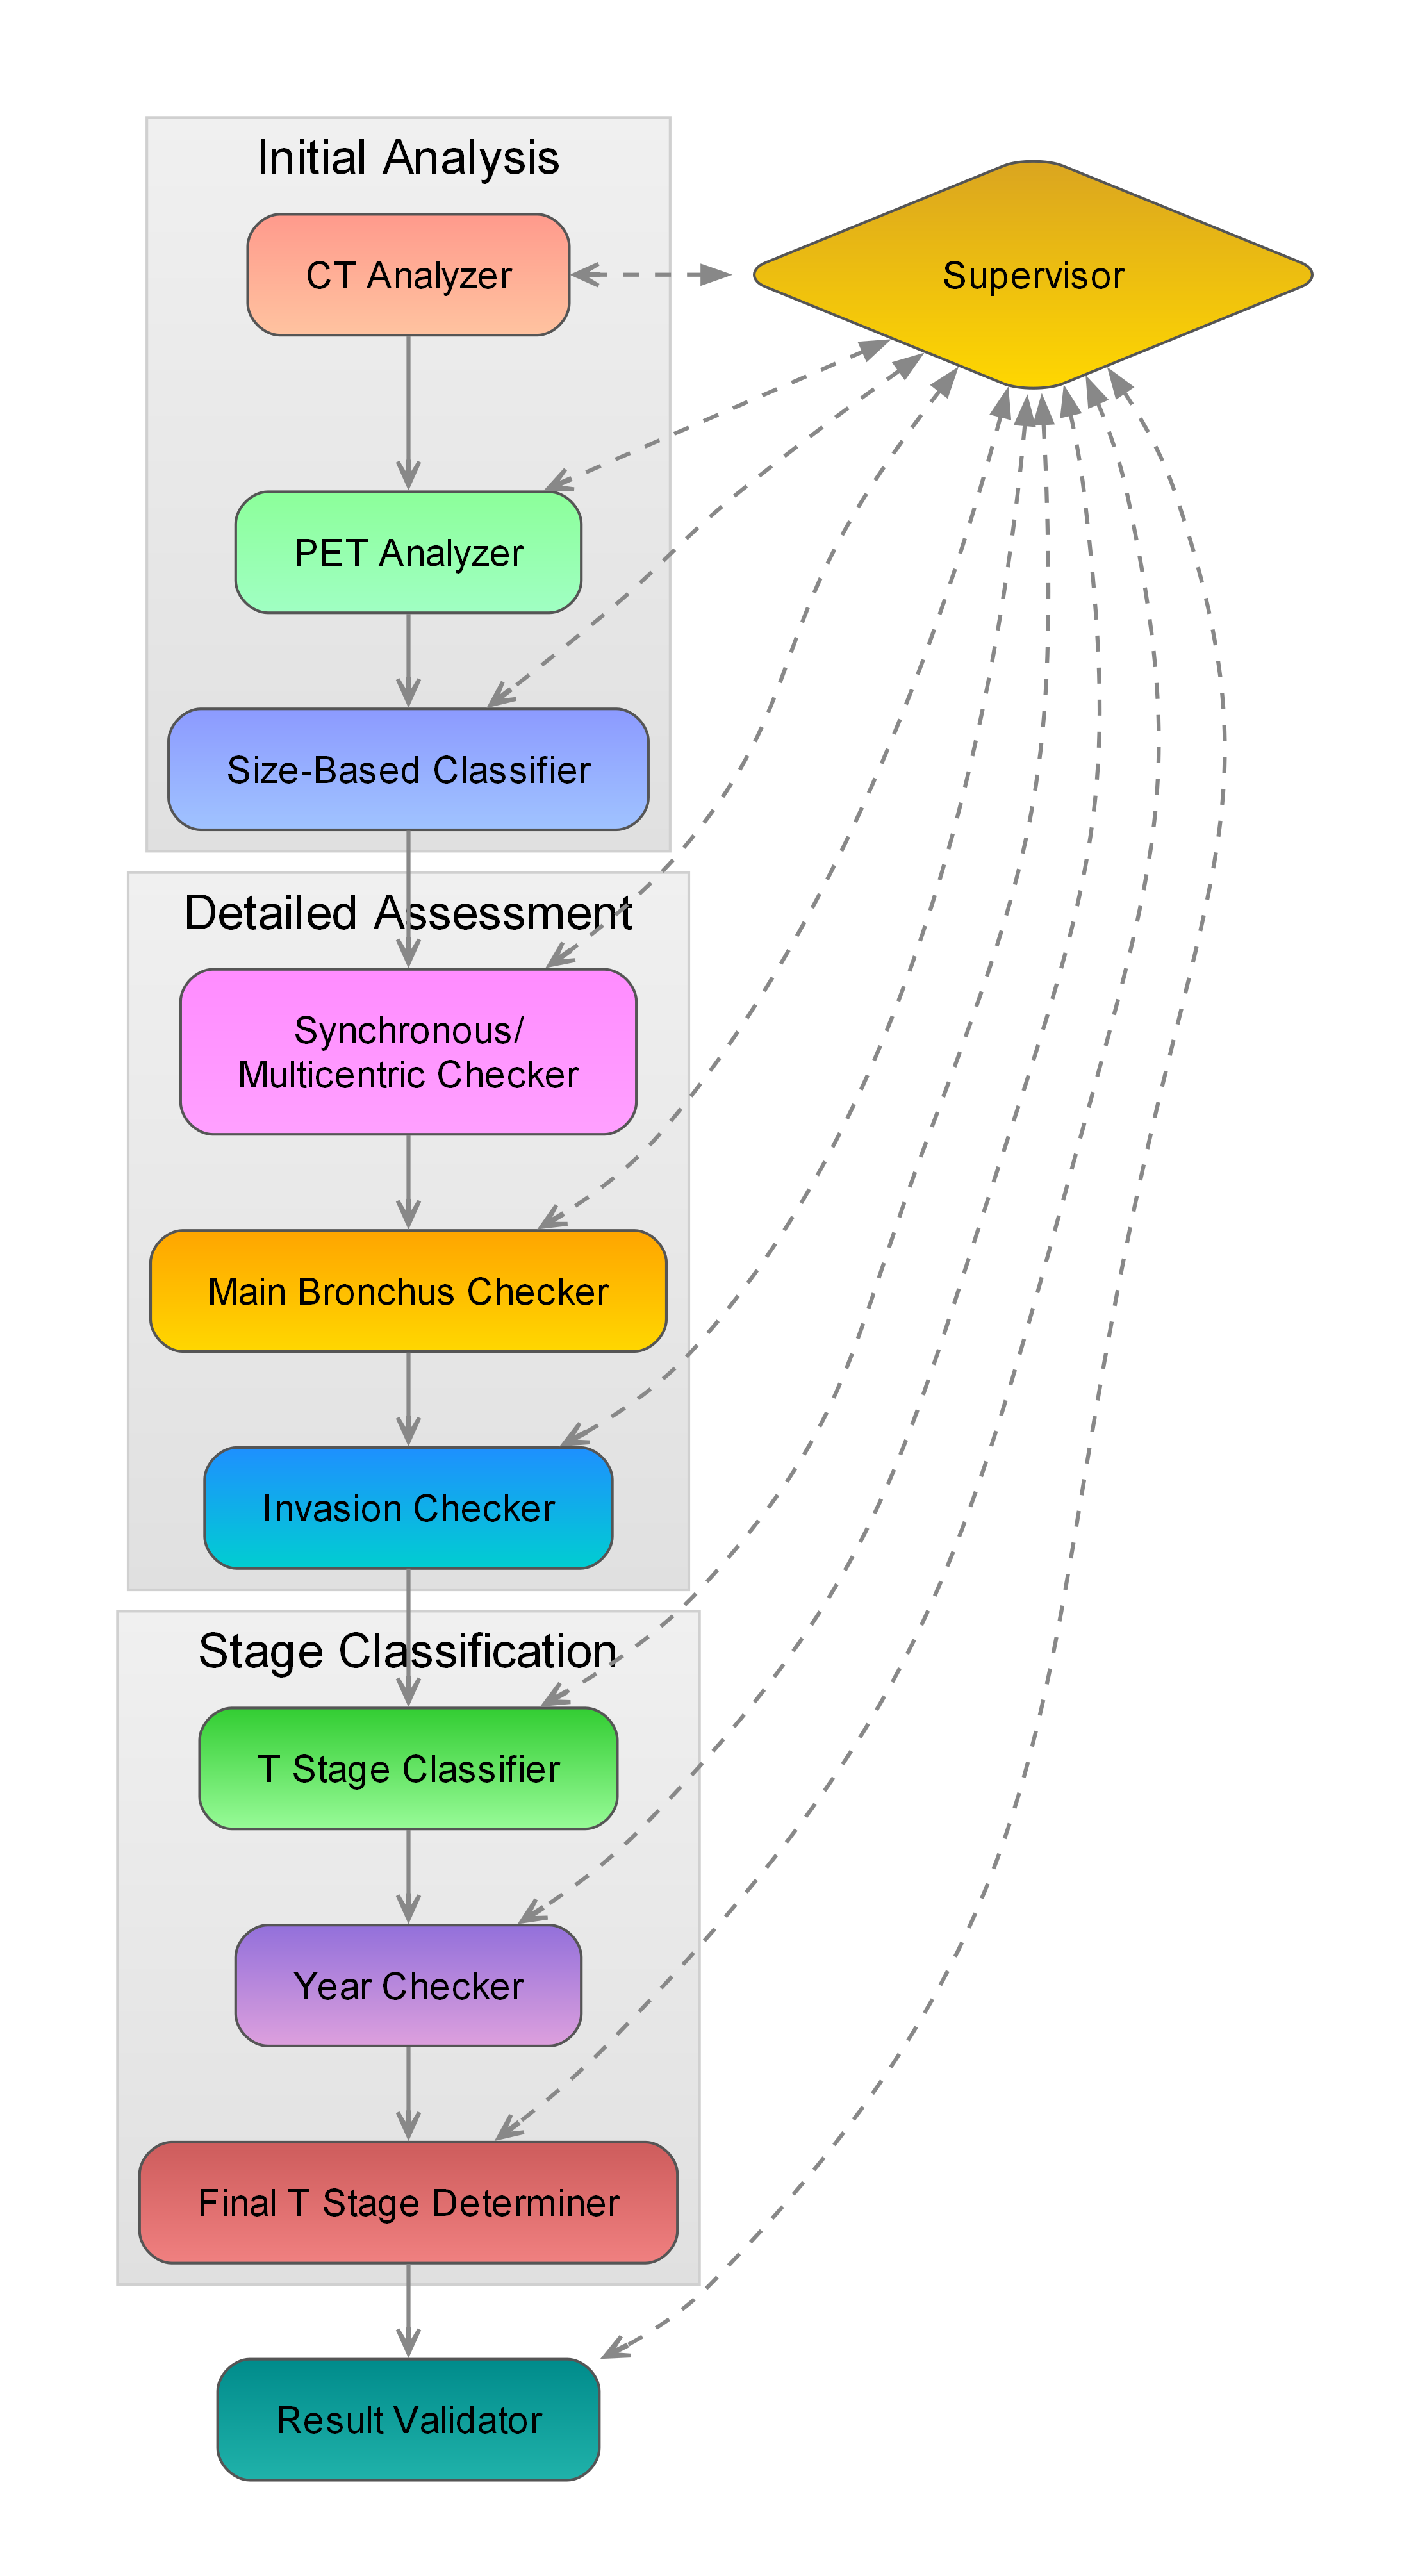 Initial Analysis
CT Analyzer
Supervisor
PET Analyzer
Size-Based Classifier
Detailed Assessment
Synchronous/
Multicentric Checker
Main Bronchus Checker
Invasion Checker
Stage Classification
T Stage Classifier
Year Checker
Final T Stage Determiner
Result Validator